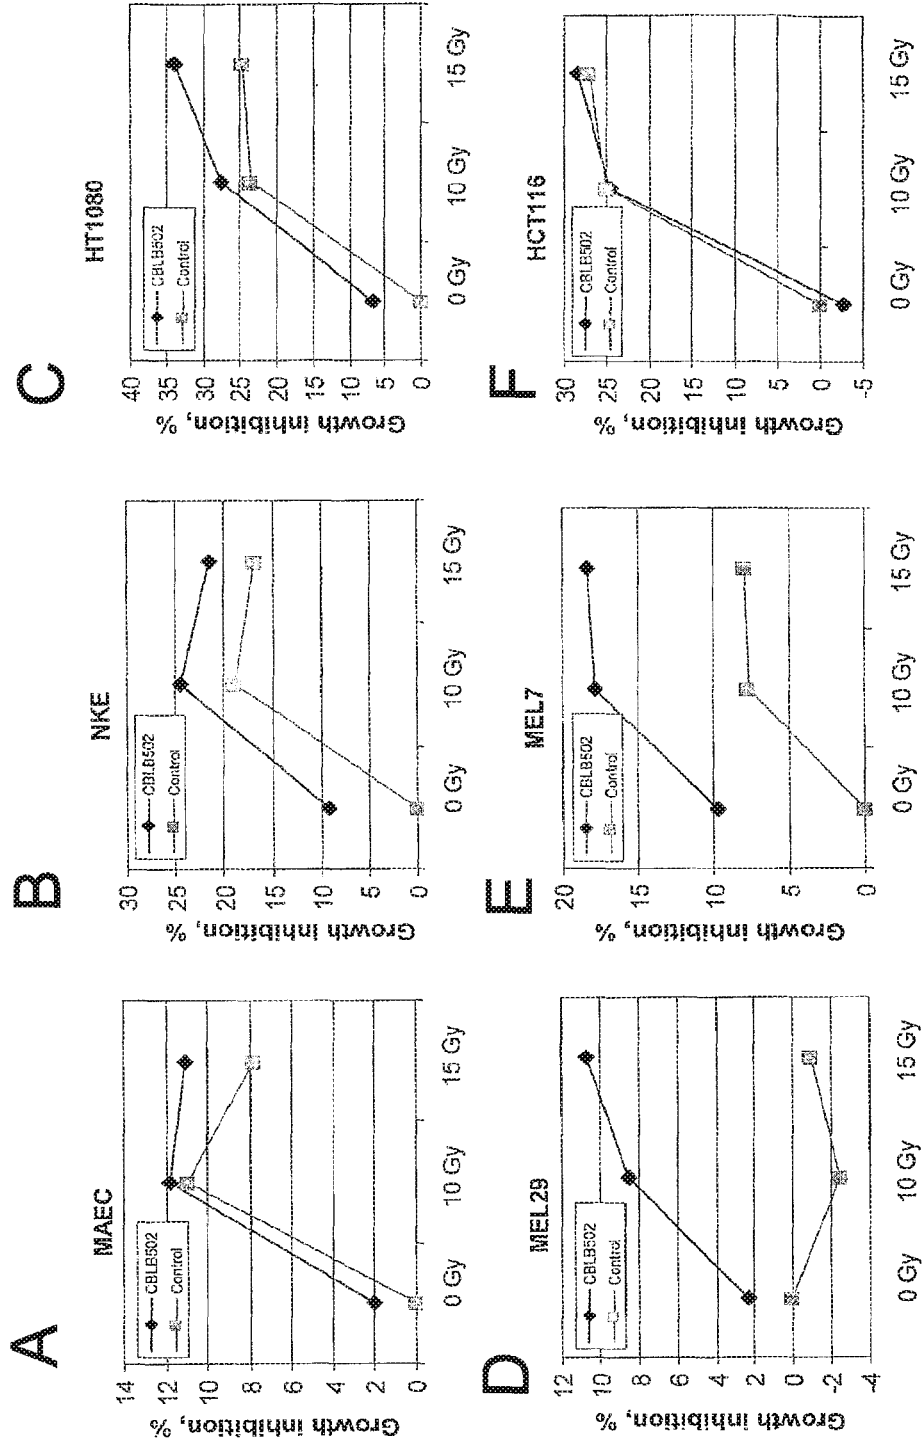 A
MAEC
CBLB502
Control
Growth inhibition, %
14
12
10
8
6
4
2
0
0 Gy
10 Gy
15 Gy
B
NKE
CBLB502
Control
Growth inhibition, %
30
25
20
15
10
5
0
0 Gy
10 Gy
15 Gy
C
HT1080
CBLB502
Control
Growth inhibition, %
40
35
30
25
20
15
10
5
0
0 Gy
10 Gy
15 Gy
D
MEL29
CBLB502
Control
Growth inhibition, %
12
10
8
6
4
2
0
-2
-4
0 Gy
10 Gy
15 Gy
E
MEL7
CBLB502
Control
Growth inhibition, %
20
15
10
5
0
0 Gy
10 Gy
15 Gy
F
HCT116
CBLB502
Control
Growth inhibition, %
30
25
20
15
10
5
0
-5
0 Gy
10 Gy
15 Gy